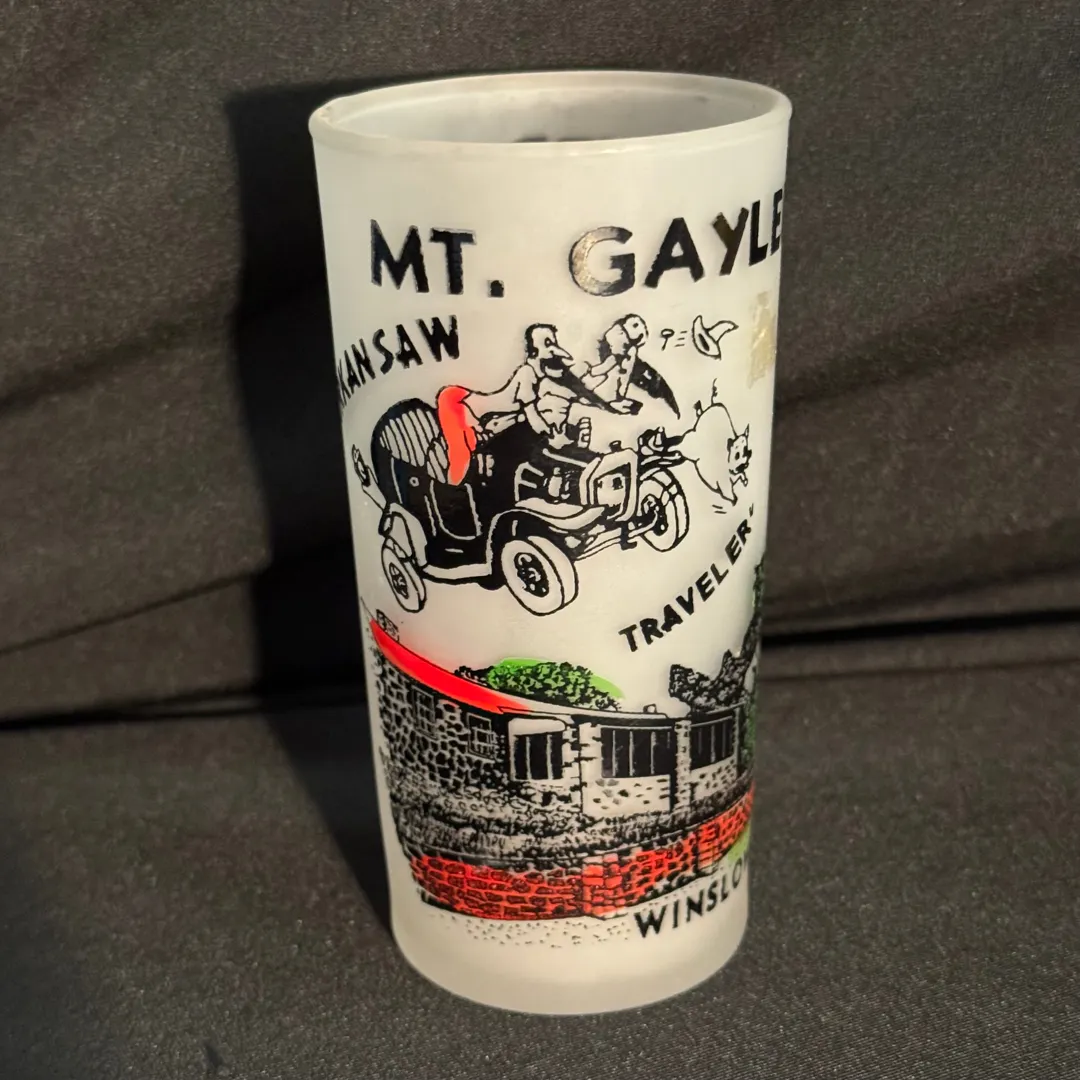 MT. GAYLE
KANSAW
TRAVELER"
WINSLO